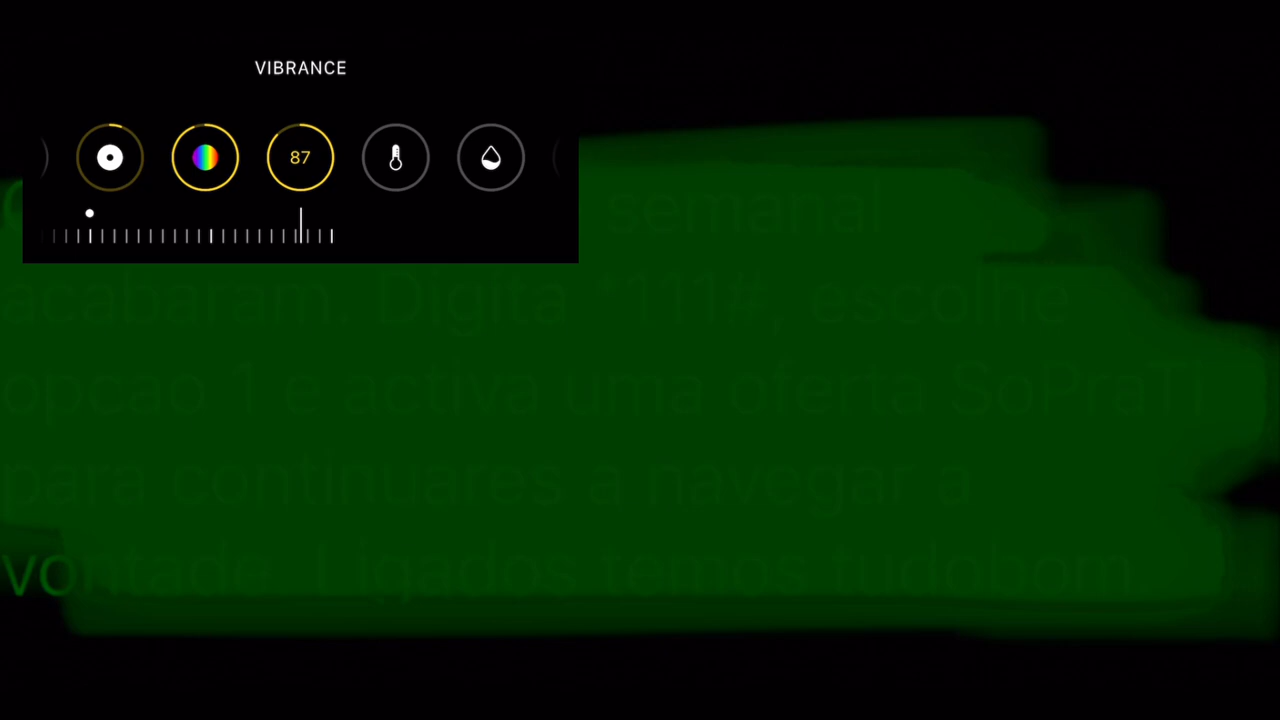 VIBRANCE
87
semanal
acabaram. Digita *111#, escolhe
opcao 1 e activa uma oferta SoPraTI
para continuares a navegar a
vontade. Ligados temos tudobom.